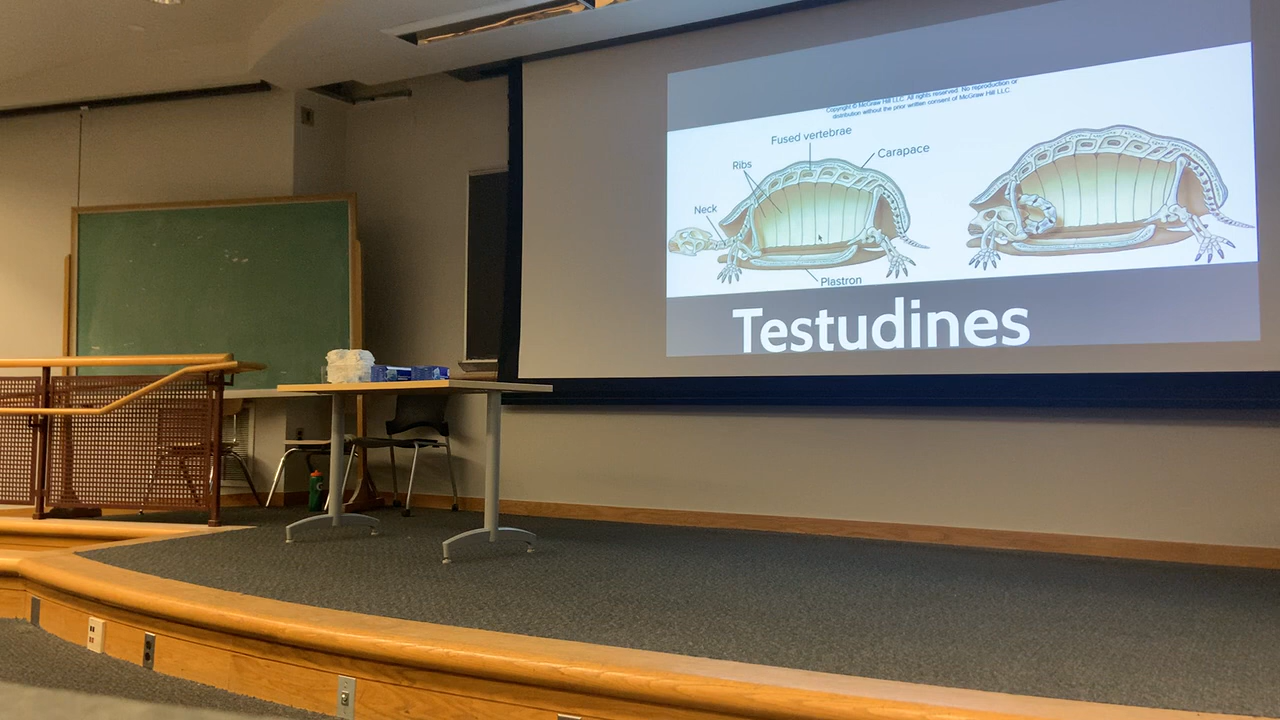 Copyright © McGraw Hill LLC. All rights reserved. No reproduction or
distribution without the prior written consent of McGraw Hill LLC.
Fused vertebrae
Ribs
Carapace
Neck
Plastron
Testudines